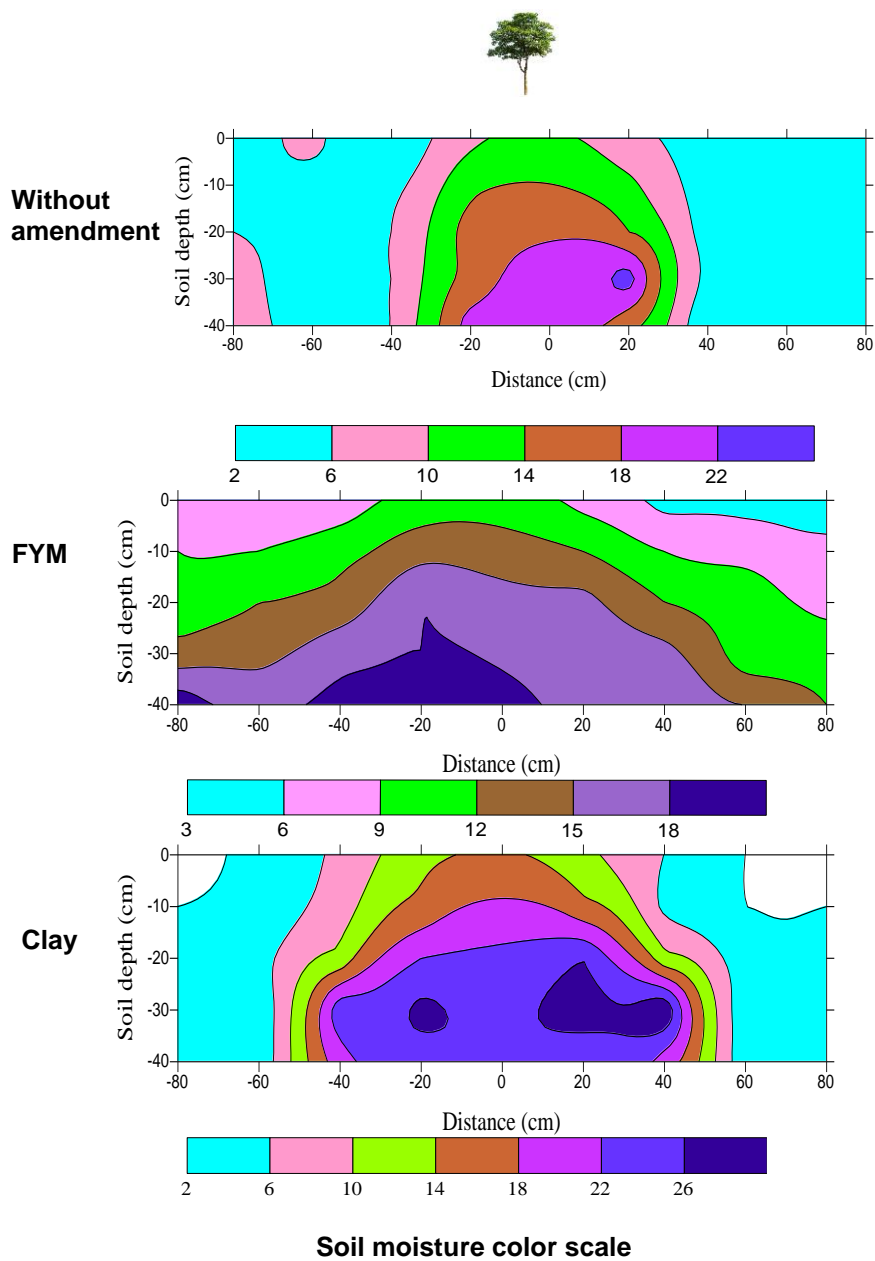 0
-10
-20
-30
-40
Soil depth (cm)
Without
amendment
-80 -60 -40 -20 0 20 40 60 80
Distance (cm)
2 6 10 14 18 22
0
-10
-20
-30
-40
Soil depth (cm)
FYM
-80 -60 -40 -20 0 20 40 60 80
Distance (cm)
3 6 9 12 15 18
0
-10
-20
-30
-40
Soil depth (cm)
Clay
-80 -60 -40 -20 0 20 40 60 80
Distance (cm)
2 6 10 14 18 22 26
Soil moisture color scale